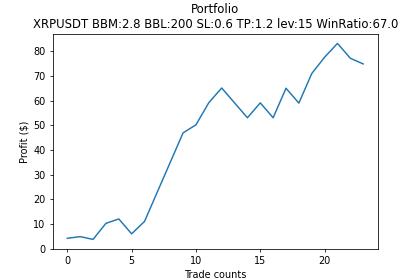 Portfolio
XRPUSDT BBM:2.8 BBL:200 SL:0.6 TP:1.2 lev:15 WinRatio:67.0
80
70
60
50
40
30
20
10
0
Profit ($)
0 5 10 15 20
Trade counts